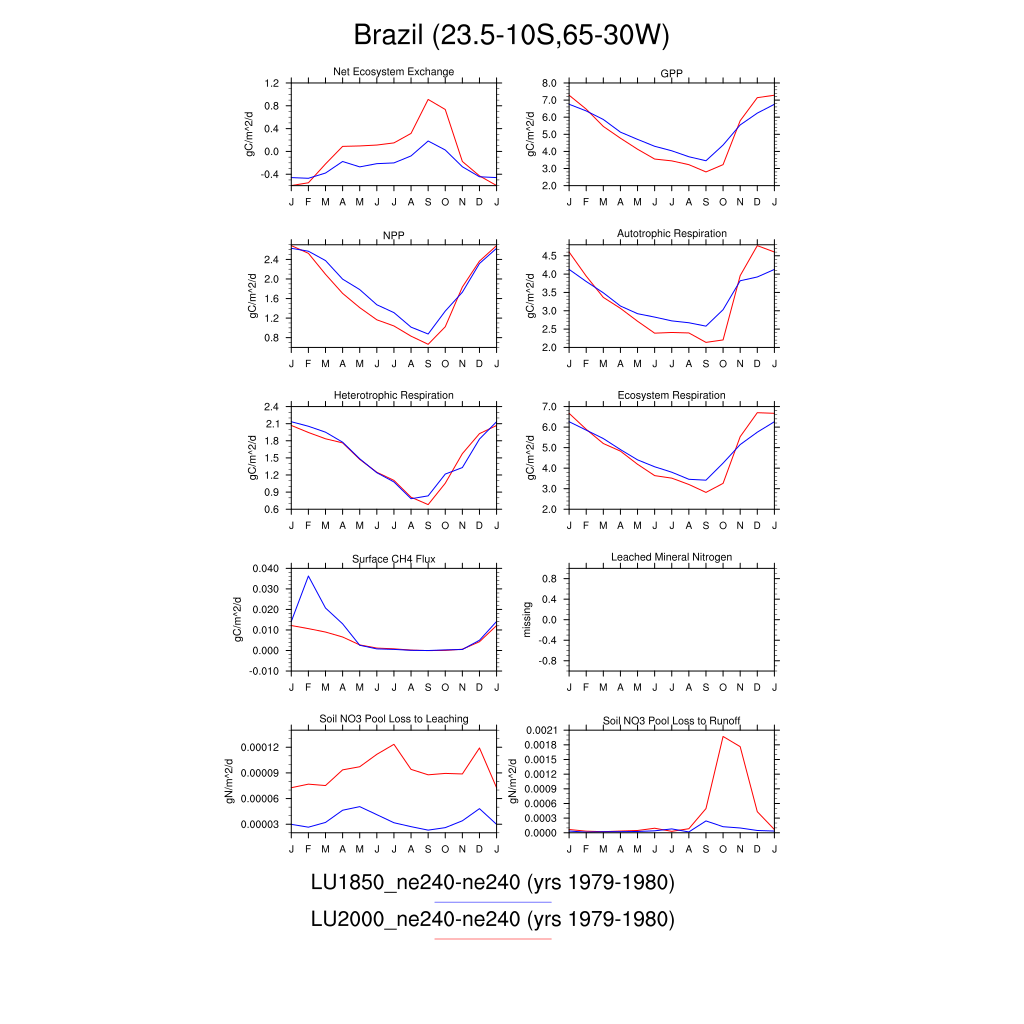 Brazil (23.5-10S,65-30W)
Net Ecosystem Exchange
gC/m^2/d
1.2
0.8
0.4
0.0
-0.4
J F M A M J J A S O N D J
GPP
gC/m^2/d
8.0
7.0
6.0
5.0
4.0
3.0
2.0
J F M A M J J A S O N D J
NPP
gC/m^2/d
2.4
2.0
1.6
1.2
0.8
J F M A M J J A S O N D J
Autotrophic Respiration
gC/m^2/d
4.5
4.0
3.5
3.0
2.5
2.0
J F M A M J J A S O N D J
Heterotrophic Respiration
gC/m^2/d
2.4
2.1
1.8
1.5
1.2
0.9
0.6
J F M A M J J A S O N D J
Ecosystem Respiration
gC/m^2/d
7.0
6.0
5.0
4.0
3.0
2.0
J F M A M J J A S O N D J
Surface CH4 Flux
gC/m^2/d
0.040
0.030
0.020
0.010
0.000
-0.010
J F M A M J J A S O N D J
Leached Mineral Nitrogen
missing
0.8
0.4
0.0
-0.4
-0.8
J F M A M J J A S O N D J
Soil NO3 Pool Loss to Leaching
gN/m^2/d
0.00012
0.00009
0.00006
0.00003
J F M A M J J A S O N D J
Soil NO3 Pool Loss to Runoff
gN/m^2/d
0.0021
0.0018
0.0015
0.0012
0.0009
0.0006
0.0003
0.0000
J F M A M J J A S O N D J
LU1850_ne240-ne240 (yrs 1979-1980)
LU2000_ne240-ne240 (yrs 1979-1980)